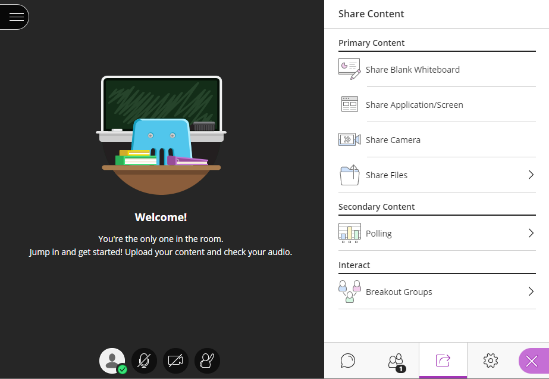 Share Content
Primary Content
Share Blank Whiteboard
Share Application/Screen
Share Camera
Share Files
Secondary Content
Polling
Interact
Breakout Groups
Welcome!
You're the only one in the room.
Jump in and get started! Upload your content and check your audio.
1